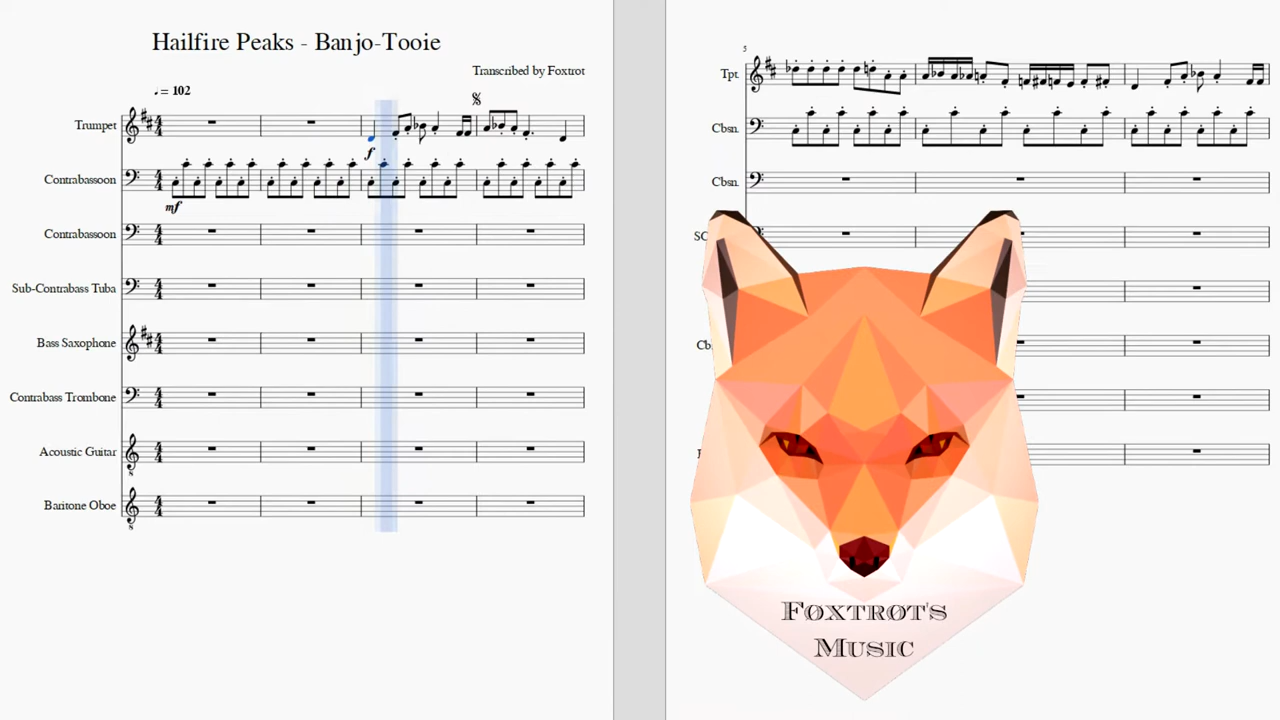 Hailfire Peaks - Banjo-Tooie
Transcribed by Foxtrot
♩ = 102
Trumpet
f
Contrabassoon
mf
Contrabassoon
Sub-Contrabass Tuba
Bass Saxophone
Contrabass Trombone
Acoustic Guitar
Baritone Oboe
5
Tpt.
Cbsn.
Cbsn.
FOXTROT'S
MUSIC